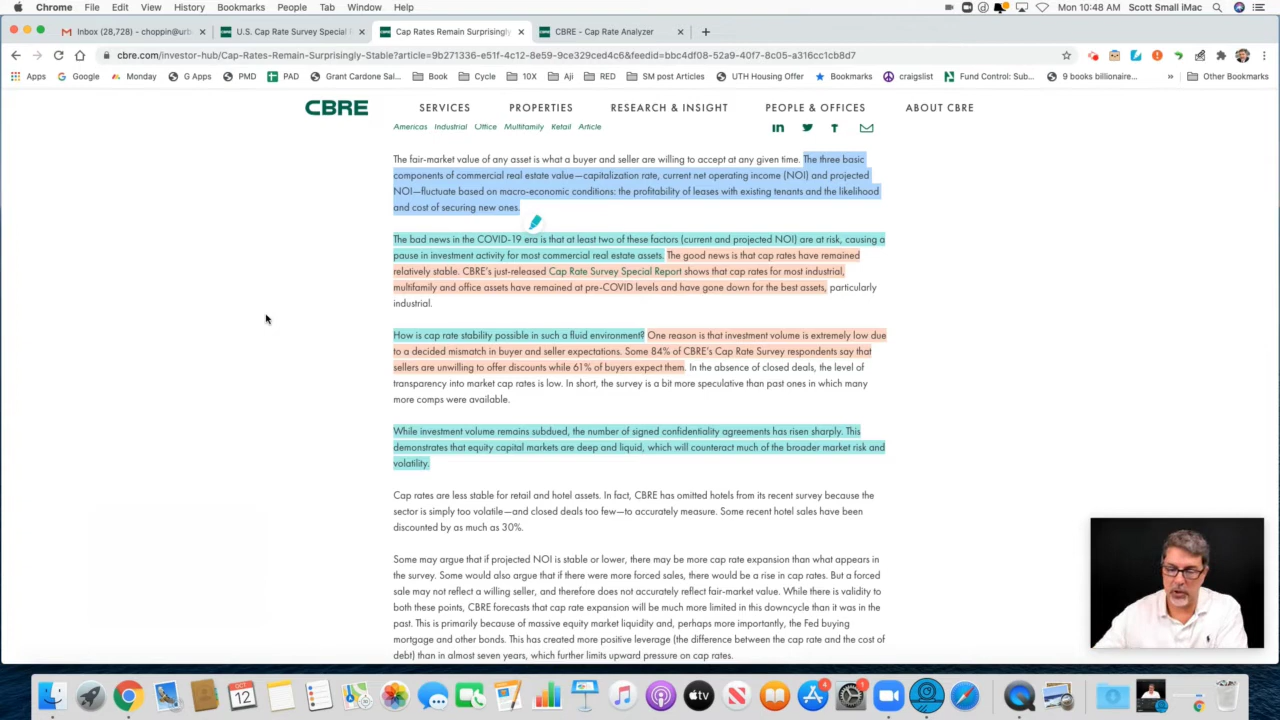 Chrome File Edit View History Bookmarks People Tab Window Help Mon 10:48 AM Scott Small iMac
Inbox (28,728) - choppin@urb U.S. Cap Rate Survey Special R Cap Rates Remain Surprisingly CBRE - Cap Rate Analyzer
cbre.com/investor-hub/Cap-Rates-Remain-Surprisingly-Stable?article=9b271336-e51f-4c12-8e59-9ce329ced4c6&feedid=bbc4df08-52a9-40f7-8c05-a316cc1cb8d7
Apps Google Monday G Apps PMD PAD Grant Cardone Sal... Book Cycle 10X Aji RED SM post Articles UTH Housing Offer Bookmarks craigslist Fund Control: Sub... 9 books billionaire... » Other Bookmarks
CBRE SERVICES PROPERTIES RESEARCH & INSIGHT PEOPLE & OFFICES ABOUT CBRE
Americas Industrial Office Multifamily Retail Article
The fair-market value of any asset is what a buyer and seller are willing to accept at any given time. The three basic
components of commercial real estate value—capitalization rate, current net operating income (NOI) and projected
NOI—fluctuate based on macro-economic conditions: the profitability of leases with existing tenants and the likelihood
and cost of securing new ones.
The bad news in the COVID-19 era is that at least two of these factors (current and projected NOI) are at risk, causing a
pause in investment activity for most commercial real estate assets. The good news is that cap rates have remained
relatively stable. CBRE's just-released Cap Rate Survey Special Report shows that cap rates for most industrial,
multifamily and office assets have remained at pre-COVID levels and have gone down for the best assets, particularly
industrial.
How is cap rate stability possible in such a fluid environment? One reason is that investment volume is extremely low due
to a decided mismatch in buyer and seller expectations. Some 84% of CBRE's Cap Rate Survey respondents say that
sellers are unwilling to offer discounts while 61% of buyers expect them. In the absence of closed deals, the level of
transparency into market cap rates is low. In short, the survey is a bit more speculative than past ones in which many
more comps were available.
While investment volume remains subdued, the number of signed confidentiality agreements has risen sharply. This
demonstrates that equity capital markets are deep and liquid, which will counteract much of the broader market risk and
volatility.
Cap rates are less stable for retail and hotel assets. In fact, CBRE has omitted hotels from its recent survey because the
sector is simply too volatile—and closed deals too few—to accurately measure. Some recent hotel sales have been
discounted by as much as 30%.
Some may argue that if projected NOI is stable or lower, there may be more cap rate expansion than what appears in
the survey. Some would also argue that if there were more forced sales, there would be a rise in cap rates. But a forced
sale may not reflect a willing seller, and therefore does not accurately reflect fair-market value. While there is validity to
both these points, CBRE forecasts that cap rate expansion will be much more limited in this downcycle than it was in the
past. This is primarily because of massive equity market liquidity and, perhaps more importantly, the Fed buying
mortgage and other bonds. This has created more positive leverage (the difference between the cap rate and the cost of
debt) than in almost seven years, which further limits upward pressure on cap rates.
OCT
12
tv
4
1